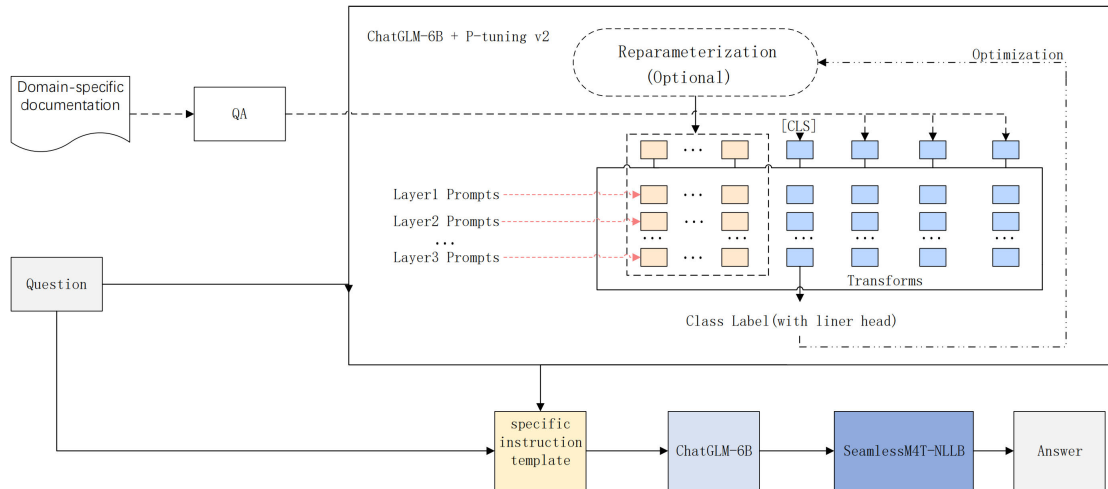 ChatGLM-6B + P-tuning v2
Reparameterization
(Optional)
Optimization
Domain-specific
documentation
QA
[CLS]
...
Layer1 Prompts
...
Layer2 Prompts
...
...
... ... ... ... ...
Layer3 Prompts
...
Transforms
Question
Class Label(with liner head)
specific
instruction
template
ChatGLM-6B
SeamlessM4T-NLLB
Answer